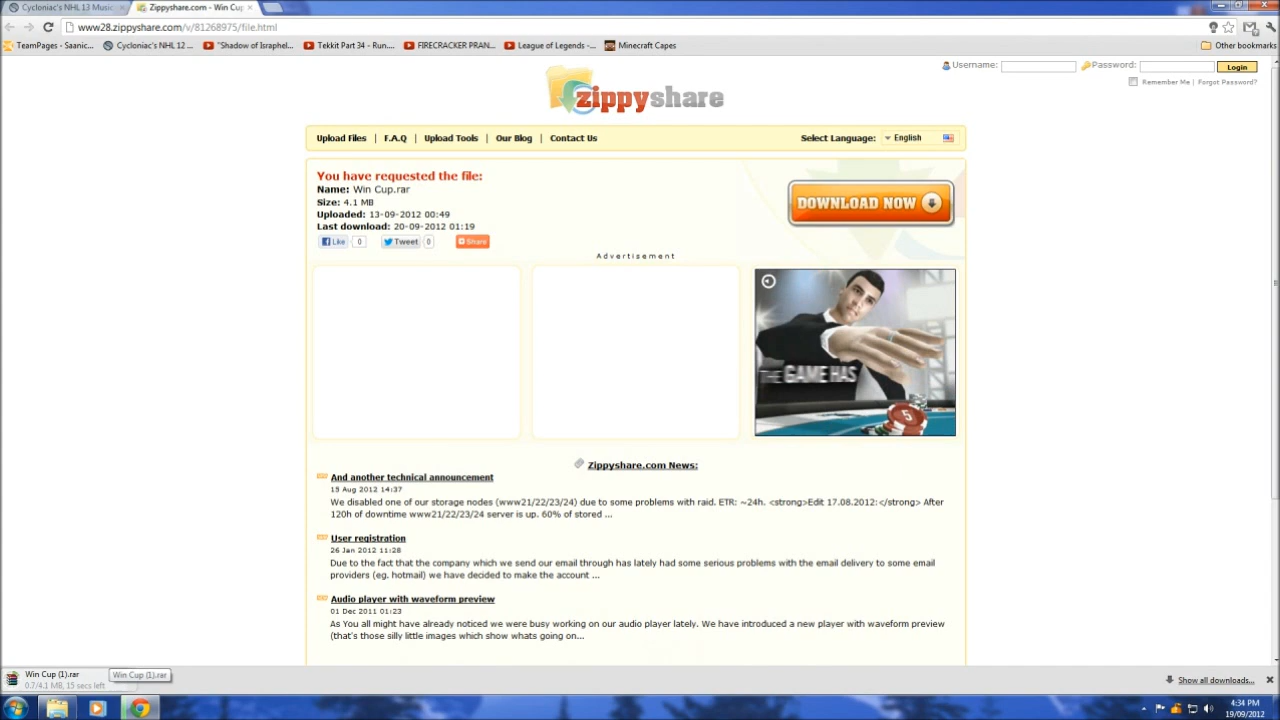 Cycloniac's NHL 13 Music
Zippyshare.com - Win Cup
www28.zippyshare.com/v/81268975/file.html
TeamPages - Saanic...
Cycloniac's NHL 12 ...
"Shadow of Israphel...
Tekkit Part 34 - Run....
FIRECRACKER PRAN...
League of Legends -...
Minecraft Capes
Other bookmarks
Username:
Password:
Login
Remember Me | Forgot Password?
zippyshare
Upload Files | F.A.Q | Upload Tools | Our Blog | Contact Us
Select Language: English
You have requested the file:
Name: Win Cup.rar
Size: 4.1 MB
Uploaded: 13-09-2012 00:49
Last download: 20-09-2012 01:19
DOWNLOAD NOW
Like 0
Tweet 0
Share
Advertisement
THE GAME HAS
5
Zippyshare.com News:
And another technical announcement
15 Aug 2012 14:37
We disabled one of our storage nodes (www21/22/23/24) due to some problems with raid. ETR: ~24h. <strong>Edit 17.08.2012:</strong> After
120h of downtime www21/22/23/24 server is up. 60% of stored ...
User registration
26 Jan 2012 11:28
Due to the fact that the company which we send our email through has lately had some serious problems with the email delivery to some email
providers (eg. hotmail) we have decided to make the account ...
Audio player with waveform preview
01 Dec 2011 01:23
As You all might have already noticed we were busy working on our audio player lately. We have introduced a new player with waveform preview
(that's those silly little images which show whats going on...
Win Cup (1).rar
0.7/4.1 MB, 15 secs left
Win Cup (1).rar
Show all downloads...
4:34 PM
19/09/2012